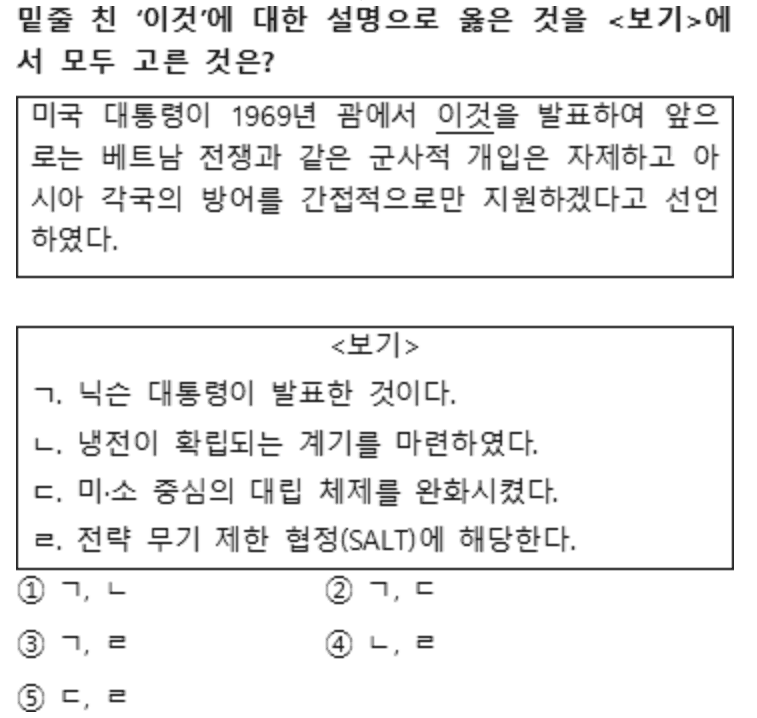 밑줄 친 '이것'에 대한 설명으로 옳은 것을 <보기>에
서 모두 고른 것은?
미국 대통령이 1969년 괌에서 이것을 발표하여 앞으
로는 베트남 전쟁과 같은 군사적 개입은 자제하고 아
시아 각국의 방어를 간접적으로만 지원하겠다고 선언
하였다.
<보기>
ㄱ. 닉슨 대통령이 발표한 것이다.
ㄴ. 냉전이 확립되는 계기를 마련하였다.
ㄷ. 미·소 중심의 대립 체제를 완화시켰다.
ㄹ. 전략 무기 제한 협정(SALT)에 해당한다.
① ㄱ, ㄴ ② ㄱ, ㄷ
③ ㄱ, ㄹ ④ ㄴ, ㄹ
⑤ ㄷ, ㄹ